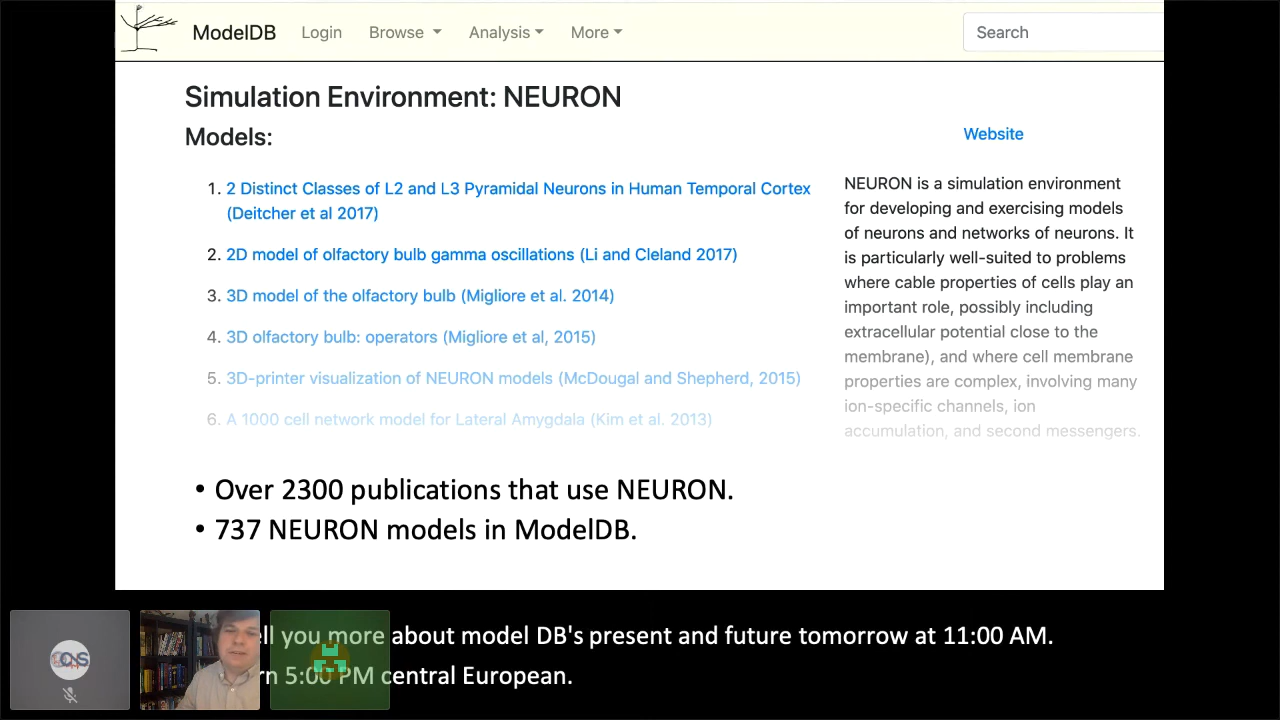 ModelDB Login Browse Analysis More Search
Simulation Environment: NEURON
Models:
1. 2 Distinct Classes of L2 and L3 Pyramidal Neurons in Human Temporal Cortex
(Deitcher et al 2017)
2. 2D model of olfactory bulb gamma oscillations (Li and Cleland 2017)
3. 3D model of the olfactory bulb (Migliore et al. 2014)
4. 3D olfactory bulb: operators (Migliore et al, 2015)
5. 3D-printer visualization of NEURON models (McDougal and Shepherd, 2015)
6. A 1000 cell network model for Lateral Amygdala (Kim et al. 2013)
Website
NEURON is a simulation environment
for developing and exercising models
of neurons and networks of neurons. It
is particularly well-suited to problems
where cable properties of cells play an
important role, possibly including
extracellular potential close to the
membrane), and where cell membrane
properties are complex, involving many
ion-specific channels, ion
accumulation, and second messengers.
• Over 2300 publications that use NEURON.
• 737 NEURON models in ModelDB.
you more about model DB's present and future tomorrow at 11:00 AM.
5:00 PM central European.